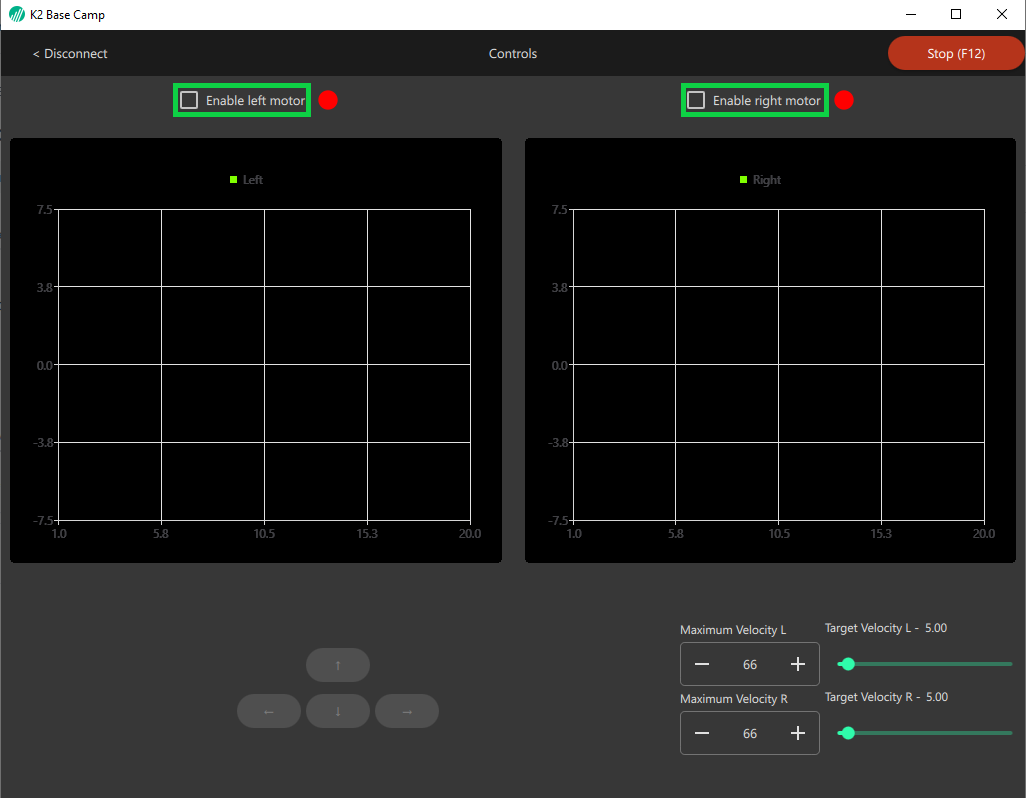 K2 Base Camp
< Disconnect
Controls
Stop (F12)
Enable left motor
Enable right motor
Left
7.5
3.8
0.0
-3.8
-7.5
1.0 5.8 10.5 15.3 20.0
Right
7.5
3.8
0.0
-3.8
-7.5
1.0 5.8 10.5 15.3 20.0
↑
← ↓ →
Maximum Velocity L
66
Target Velocity L - 5.00
Maximum Velocity R
66
Target Velocity R - 5.00